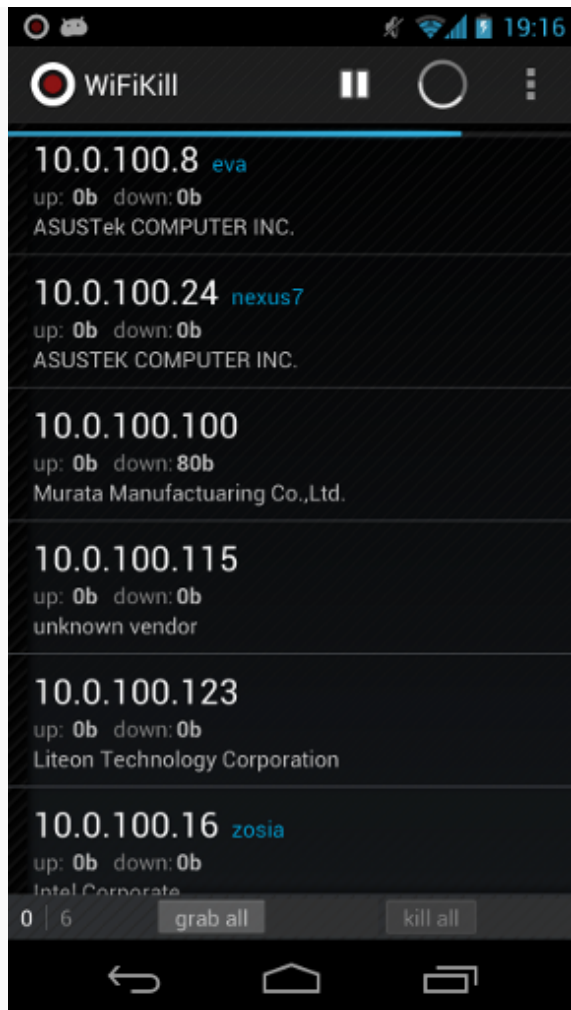 19:16
WiFiKill
10.0.100.8 eva
up: 0b down: 0b
ASUSTek COMPUTER INC.
10.0.100.24 nexus7
up: 0b down: 0b
ASUSTEK COMPUTER INC.
10.0.100.100
up: 0b down: 80b
Murata Manufactuaring Co.,Ltd.
10.0.100.115
up: 0b down: 0b
unknown vendor
10.0.100.123
up: 0b down: 0b
Liteon Technology Corporation
10.0.100.16 zosia
up: 0b down: 0b
Intel Corporate
0 | 6 grab all kill all